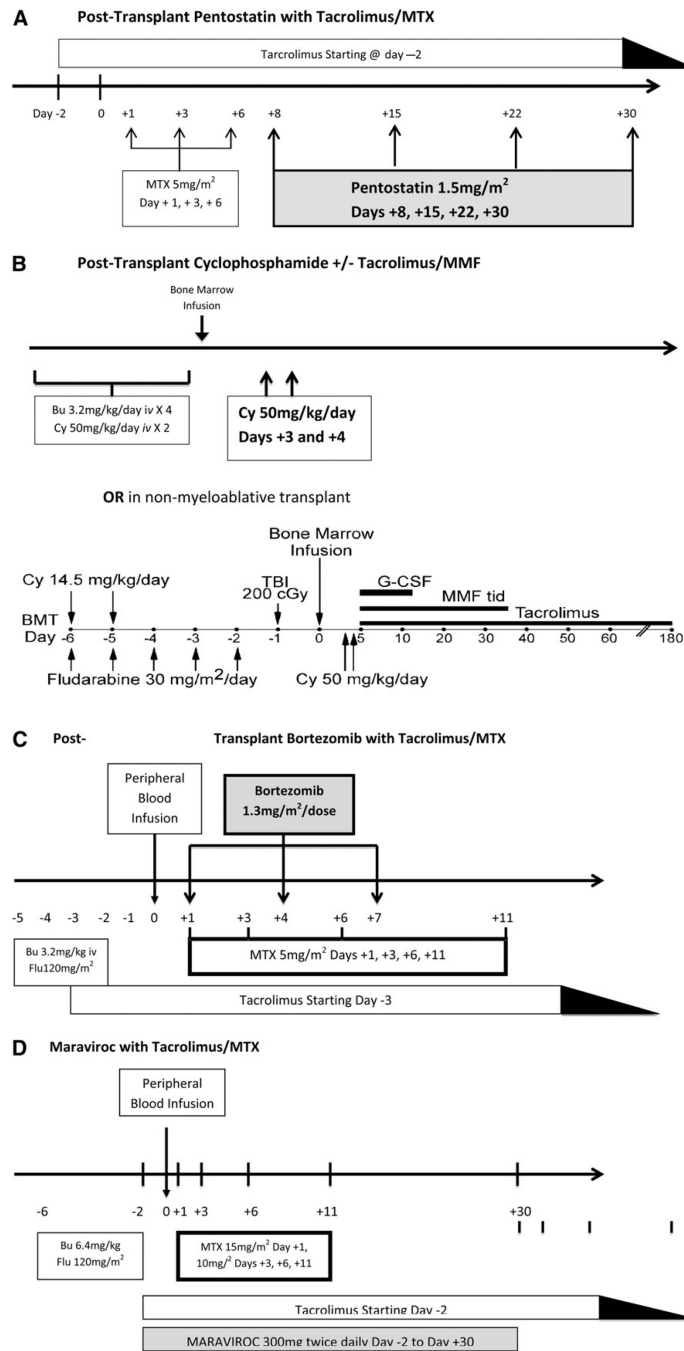 A Post-Transplant Pentostatin with Tacrolimus/MTX
Tarcrolimus Starting @ day —2
Day -2 0 +1 +3 +6 +8 +15 +22 +30
MTX 5mg/m²
Day + 1, + 3, + 6
Pentostatin 1.5mg/m²
Days +8, +15, +22, +30
B Post-Transplant Cyclophosphamide +/- Tacrolimus/MMF
Bone Marrow
Infusion
Bu 3.2mg/kg/day iv X 4
Cy 50mg/kg/day iv X 2
Cy 50mg/kg/day
Days +3 and +4
OR in non-myeloablative transplant
Bone Marrow
Infusion
Cy 14.5 mg/kg/day
TBI
200 cGy
G-CSF
MMF tid
Tacrolimus
BMT
Day -6 -5 -4 -3 -2 -1 0 5 10 20 30 40 50 60 180
Fludarabine 30 mg/m²/day
Cy 50 mg/kg/day
C Post- Transplant Bortezomib with Tacrolimus/MTX
Peripheral
Blood
Infusion
Bortezomib
1.3mg/m²/dose
-5 -4 -3 -2 -1 0 +1 +3 +4 +6 +7 +11
Bu 3.2mg/kg iv
Flu120mg/m²
MTX 5mg/m² Days +1, +3, +6, +11
Tacrolimus Starting Day -3
D Maraviroc with Tacrolimus/MTX
Peripheral
Blood Infusion
-6 -2 0 +1 +3 +6 +11 +30
Bu 6.4mg/kg
Flu 120mg/m²
MTX 15mg/m² Day +1,
10mg/² Days +3, +6, +11
Tacrolimus Starting Day -2
MARAVIROC 300mg twice daily Day -2 to Day +30